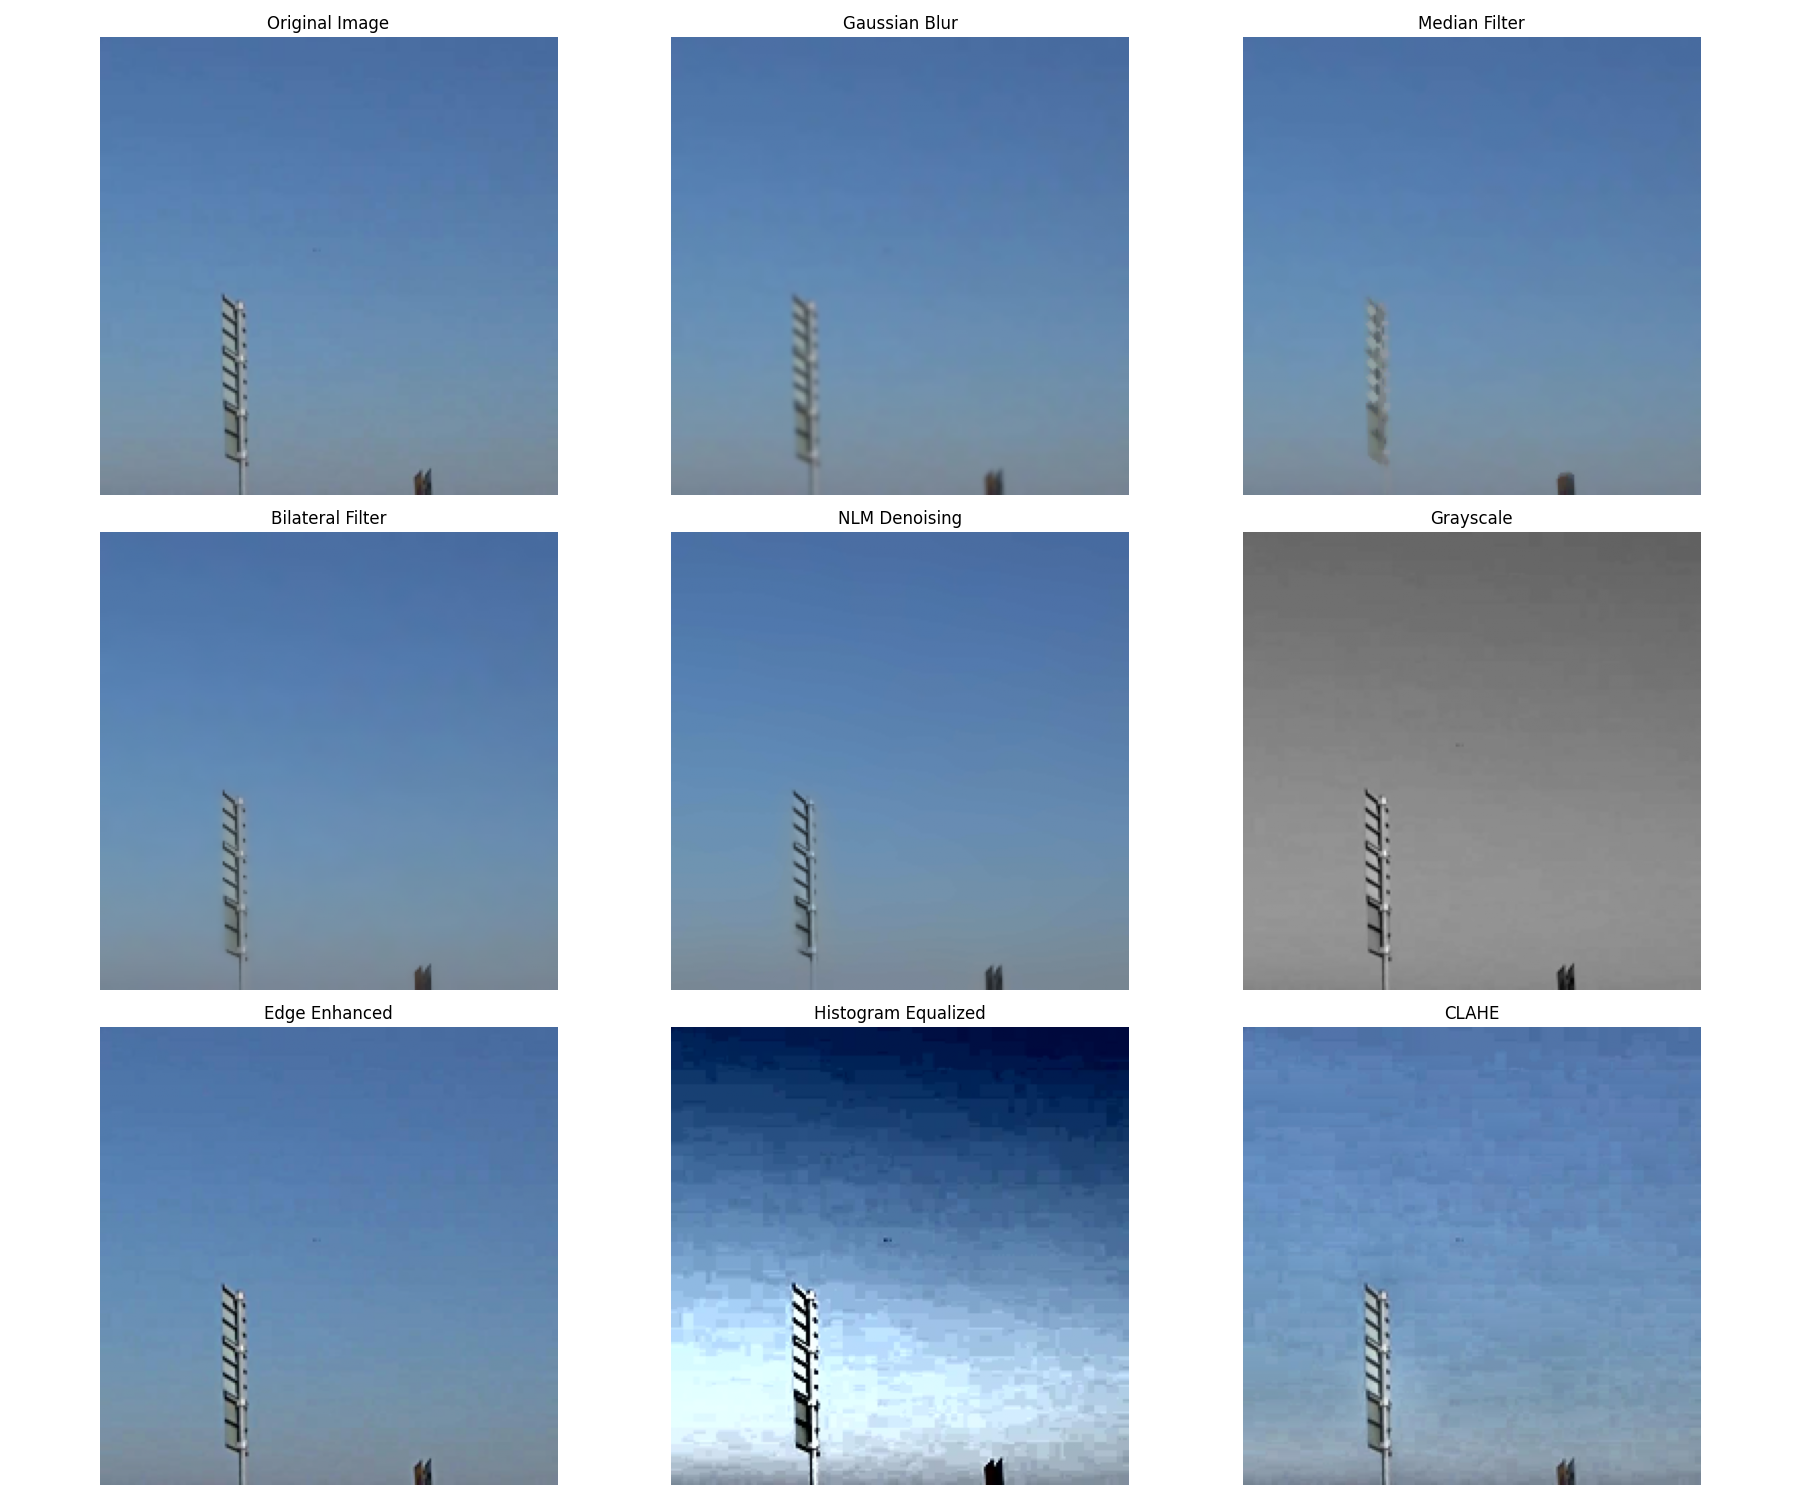 Original Image
Gaussian Blur
Median Filter
Bilateral Filter
NLM Denoising
Grayscale
Edge Enhanced
Histogram Equalized
CLAHE